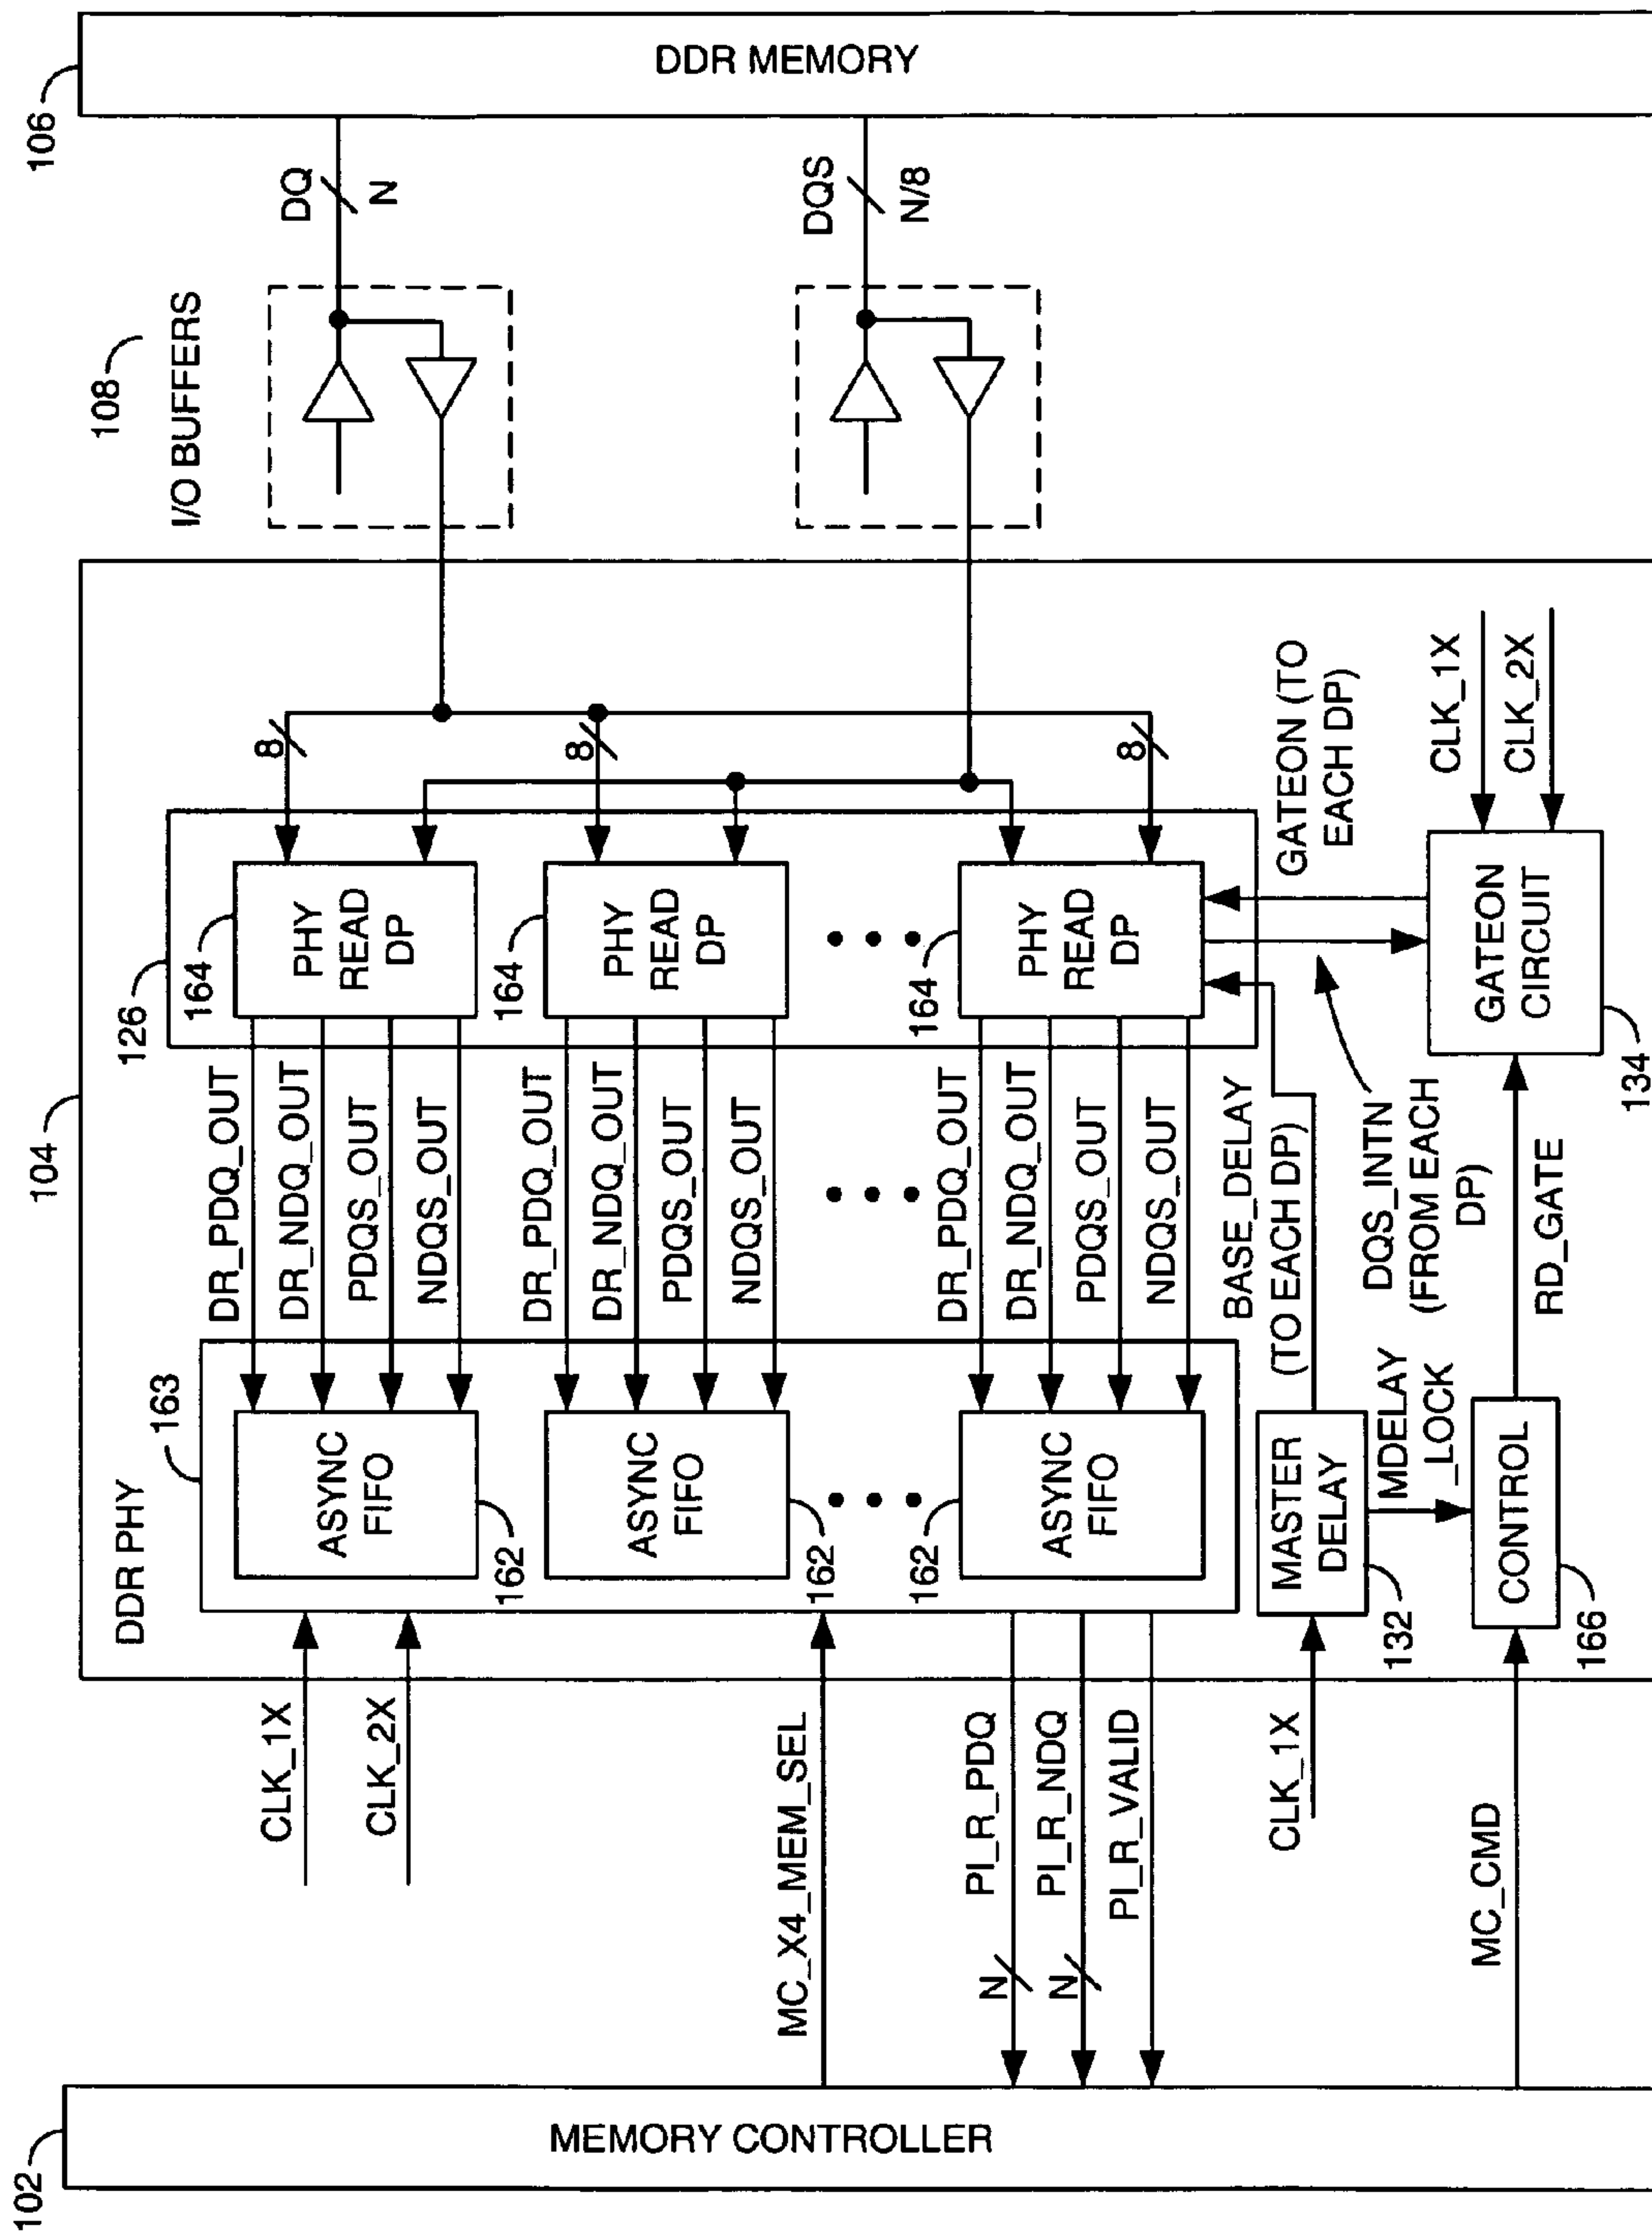 102
MEMORY CONTROLLER
CLK_1X
CLK_2X
MC_X4_MEM_SEL
PI_R_PDQ
N
PI_R_NDQ
N
PI_R_VALID
CLK_1X
MC_CMD
104
DDR PHY
163
ASYNC
FIFO
162
ASYNC
FIFO
162
ASYNC
FIFO
162
MASTER
DELAY
132
MDELAY
_LOCK
CONTROL
166
DR_PDQ_OUT
DR_NDQ_OUT
PDQS_OUT
NDQS_OUT
DR_PDQ_OUT
DR_NDQ_OUT
PDQS_OUT
NDQS_OUT
DR_PDQ_OUT
DR_NDQ_OUT
PDQS_OUT
NDQS_OUT
BASE_DELAY
(TO EACH DP)
DQS_INTN
(FROM EACH
DP)
RD_GATE
126
164
PHY
READ
DP
164
PHY
READ
DP
164
PHY
READ
DP
8
8
8
GATEON (TO
EACH DP)
GATEON
CIRCUIT
134
CLK_1X
CLK_2X
108
I/O BUFFERS
DQ
N
DQS
N/8
106
DDR MEMORY